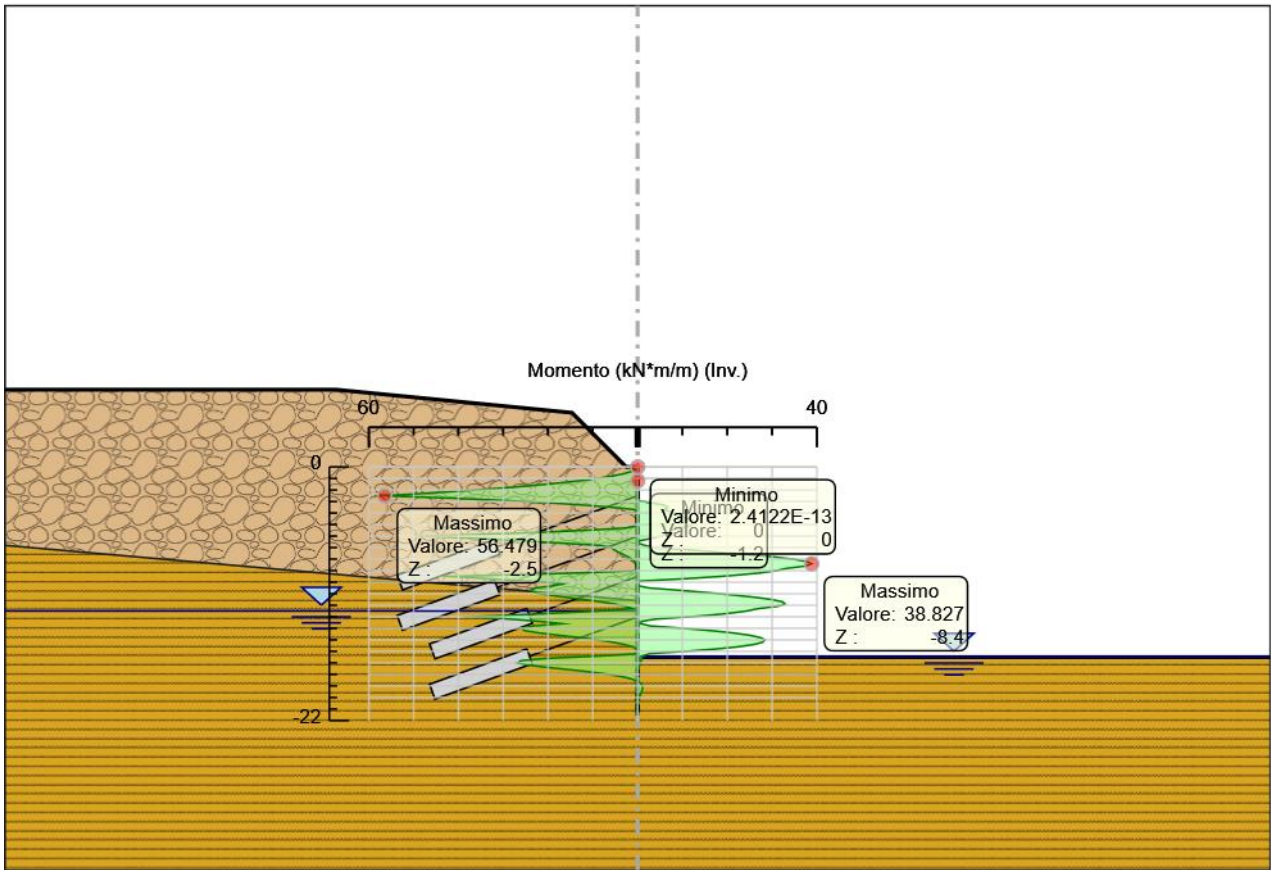 Momento (kN*m/m) (Inv.)
60
40
0
Minimo
Valore: 2.4122E-13
Z : 0
Minimo
Valore: 0
Z : -1.2
Massimo
Valore: 56.479
Z : -2.5
Massimo
Valore: 38.827
Z : -8.4
-22